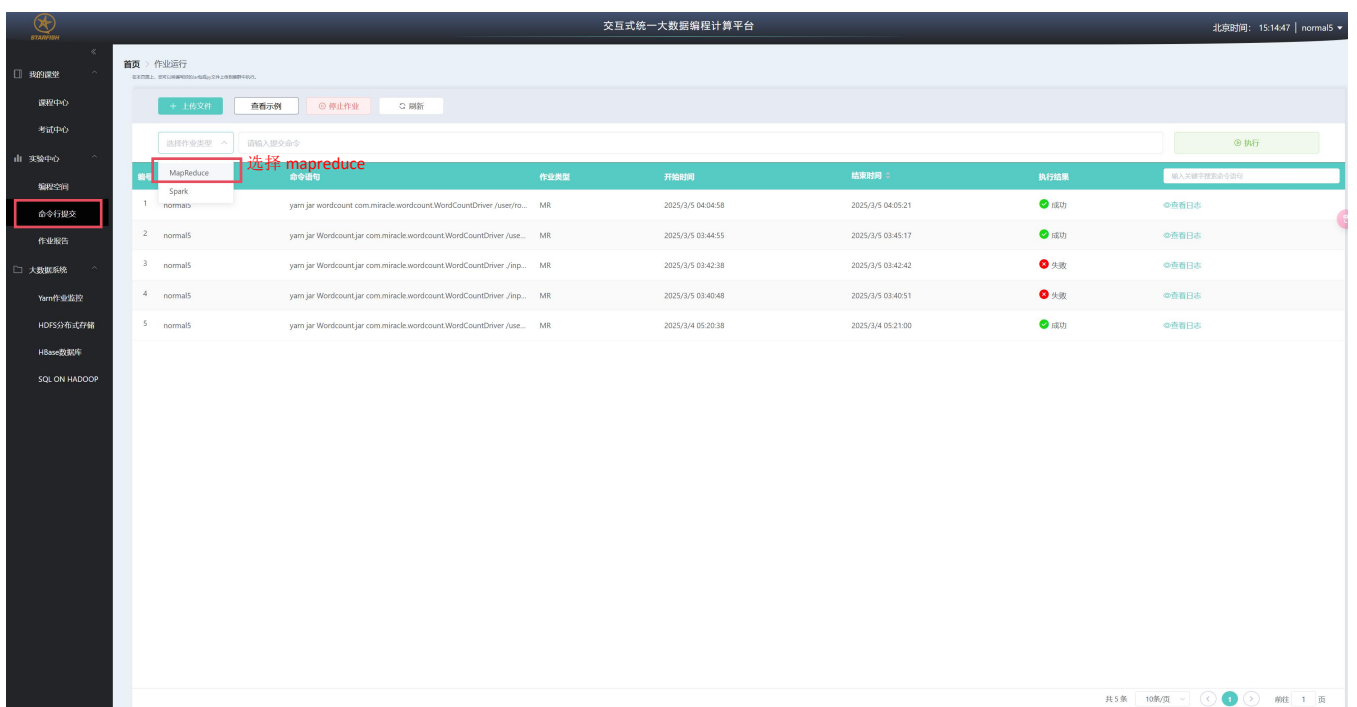 STARFISH
交互式统一大数据编程计算平台
北京时间: 15:14:47 | normal5
我的课堂
课程中心
考试中心
实验中心
编程空间
命令行提交
作业报告
大数据系统
Yarn作业监控
HDFS分布式存储
HBase数据库
SQL ON HADOOP
首页 > 作业运行
+ 上传文件 查看示例 停止作业 刷新
选择作业类型 请输入提交命令 执行
MapReduce
Spark
选择 mapreduce
编号 命令语句 作业类型 开始时间 结束时间 执行结果 输入关键字搜索命令语句
1 normal5 yarn jar wordcount com.miracle.wordcount.WordCountDriver /user/ro... MR 2025/3/5 04:04:58 2025/3/5 04:05:21 成功 查看日志
2 normal5 yarn jar Wordcount.jar com.miracle.wordcount.WordCountDriver /use... MR 2025/3/5 03:44:55 2025/3/5 03:45:17 成功 查看日志
3 normal5 yarn jar Wordcount.jar com.miracle.wordcount.WordCountDriver ./inp... MR 2025/3/5 03:42:38 2025/3/5 03:42:42 失败 查看日志
4 normal5 yarn jar Wordcount.jar com.miracle.wordcount.WordCountDriver ./inp... MR 2025/3/5 03:40:48 2025/3/5 03:40:51 失败 查看日志
5 normal5 yarn jar Wordcount.jar com.miracle.wordcount.WordCountDriver /use... MR 2025/3/4 05:20:38 2025/3/4 05:21:00 成功 查看日志
共 5 条 10条/页 1 前往 1 页